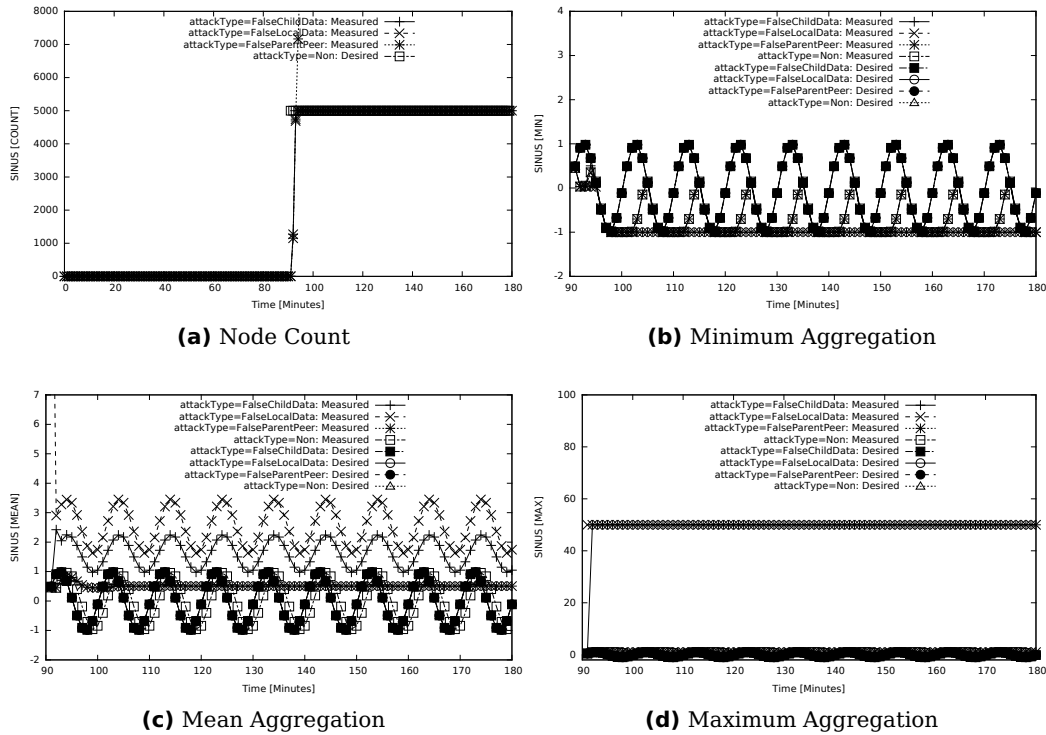 8000
7000
6000
5000
4000
3000
2000
1000
0
SINUS [COUNT]
attackType=FalseChildData: Measured
attackType=FalseLocalData: Measured
attackType=FalseParentPeer: Measured
attackType=Non: Desired
0 20 40 60 80 100 120 140 160 180
Time [Minutes]
(a) Node Count
4
3
2
1
0
-1
-2
SINUS [MIN]
attackType=FalseChildData: Measured
attackType=FalseLocalData: Measured
attackType=FalseParentPeer: Measured
attackType=Non: Measured
attackType=FalseChildData: Desired
attackType=FalseLocalData: Desired
attackType=FalseParentPeer: Desired
attackType=Non: Desired
90 100 110 120 130 140 150 160 170 180
Time [Minutes]
(b) Minimum Aggregation
7
6
5
4
3
2
1
0
-1
-2
SINUS [MEAN]
attackType=FalseChildData: Measured
attackType=FalseLocalData: Measured
attackType=FalseParentPeer: Measured
attackType=Non: Measured
attackType=FalseChildData: Desired
attackType=FalseLocalData: Desired
attackType=FalseParentPeer: Desired
attackType=Non: Desired
90 100 110 120 130 140 150 160 170 180
Time [Minutes]
(c) Mean Aggregation
100
80
60
40
20
0
SINUS [MAX]
attackType=FalseChildData: Measured
attackType=FalseLocalData: Measured
attackType=FalseParentPeer: Measured
attackType=Non: Measured
attackType=FalseChildData: Desired
attackType=FalseLocalData: Desired
attackType=FalseParentPeer: Desired
attackType=Non: Desired
90 100 110 120 130 140 150 160 170 180
Time [Minutes]
(d) Maximum Aggregation